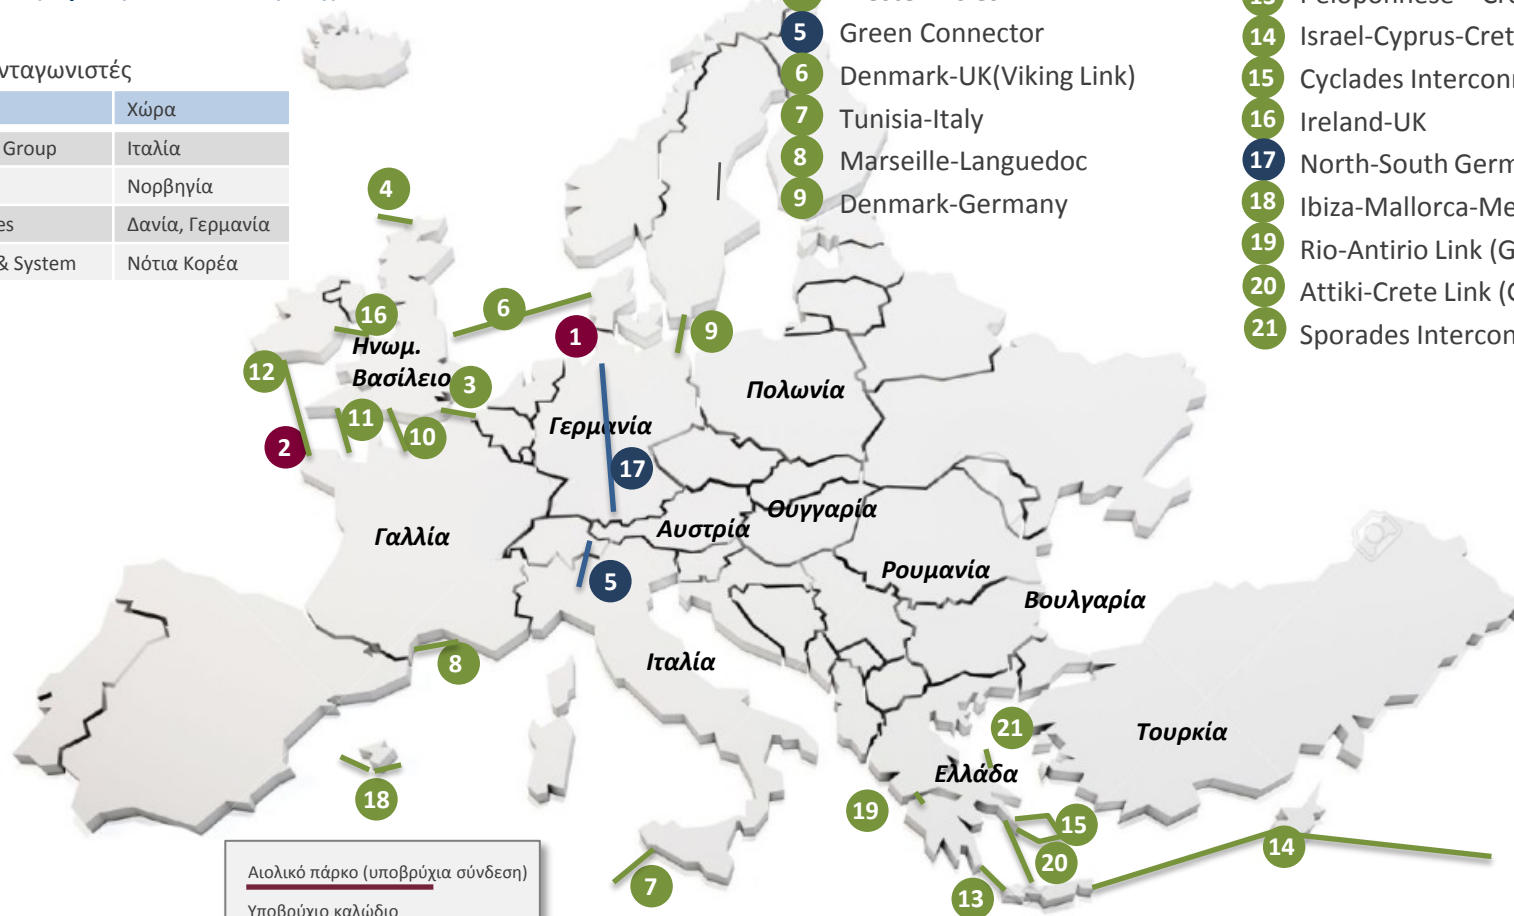 νταγωνιστές
Χώρα
Group Ιταλία
Νορβηγία
Δανία, Γερμανία
& System Νότια Κορέα
5 Green Connector
6 Denmark-UK(Viking Link)
7 Tunisia-Italy
8 Marseille-Languedoc
9 Denmark-Germany
14 Israel-Cyprus-Cret
15 Cyclades Interconn
16 Ireland-UK
17 North-South Germ
18 Ibiza-Mallorca-Me
19 Rio-Antirio Link (G
20 Attiki-Crete Link (
21 Sporades Intercon
4
16
6
1
9
Ηνωμ.
Βασίλειο
12
3
Πολωνία
11
10
Γερμανία
2
17
Ουγγαρία
Γαλλία
Αυστρία
5
Ρουμανία
Βουλγαρία
8
Ιταλία
21
Τουρκία
Ελλάδα
18
19
15
14
20
7
13
Αιολικό πάρκο (υποβρύχια σύνδεση)
Υποβρύχιο καλώδιο